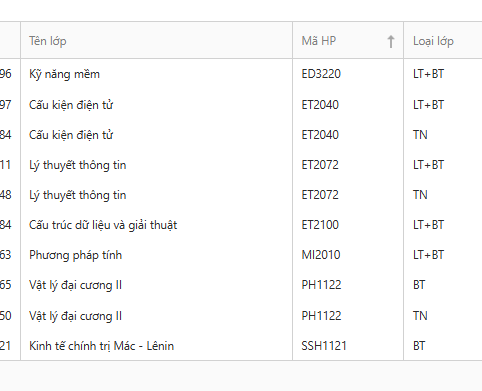 Tên lớp Mã HP Loại lớp
96 Kỹ năng mềm ED3220 LT+BT
97 Cấu kiện điện tử ET2040 LT+BT
84 Cấu kiện điện tử ET2040 TN
11 Lý thuyết thông tin ET2072 LT+BT
48 Lý thuyết thông tin ET2072 TN
84 Cấu trúc dữ liệu và giải thuật ET2100 LT+BT
63 Phương pháp tính MI2010 LT+BT
65 Vật lý đại cương II PH1122 BT
50 Vật lý đại cương II PH1122 TN
21 Kinh tế chính trị Mác - Lênin SSH1121 BT